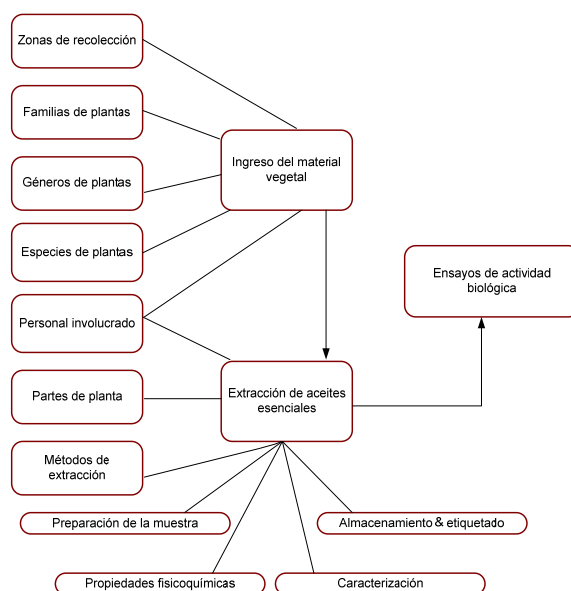 Zonas de recolección
Familias de plantas
Ingreso del material
vegetal
Géneros de plantas
Especies de plantas
Ensayos de actividad
biológica
Personal involucrado
Partes de planta
Extracción de aceites
esenciales
Métodos de
extracción
Preparación de la muestra
Almacenamiento & etiquetado
Propiedades fisicoquímicas
Caracterización